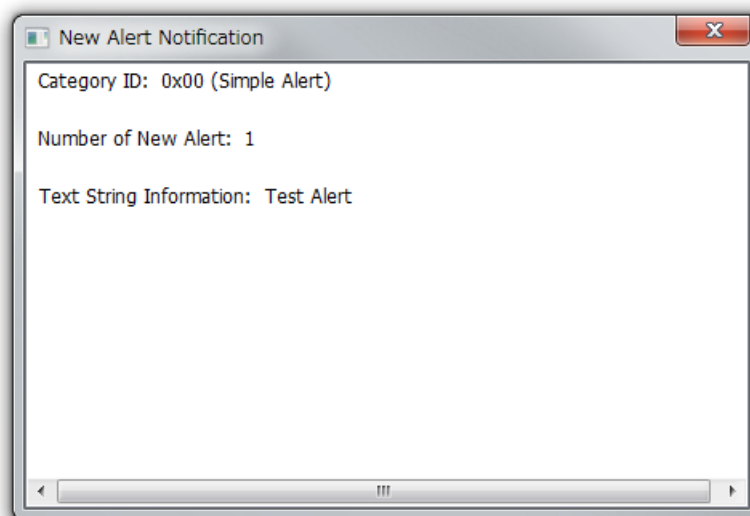 New Alert Notification
Category ID:  0x00 (Simple Alert)
Number of New Alert:  1
Text String Information:  Test Alert